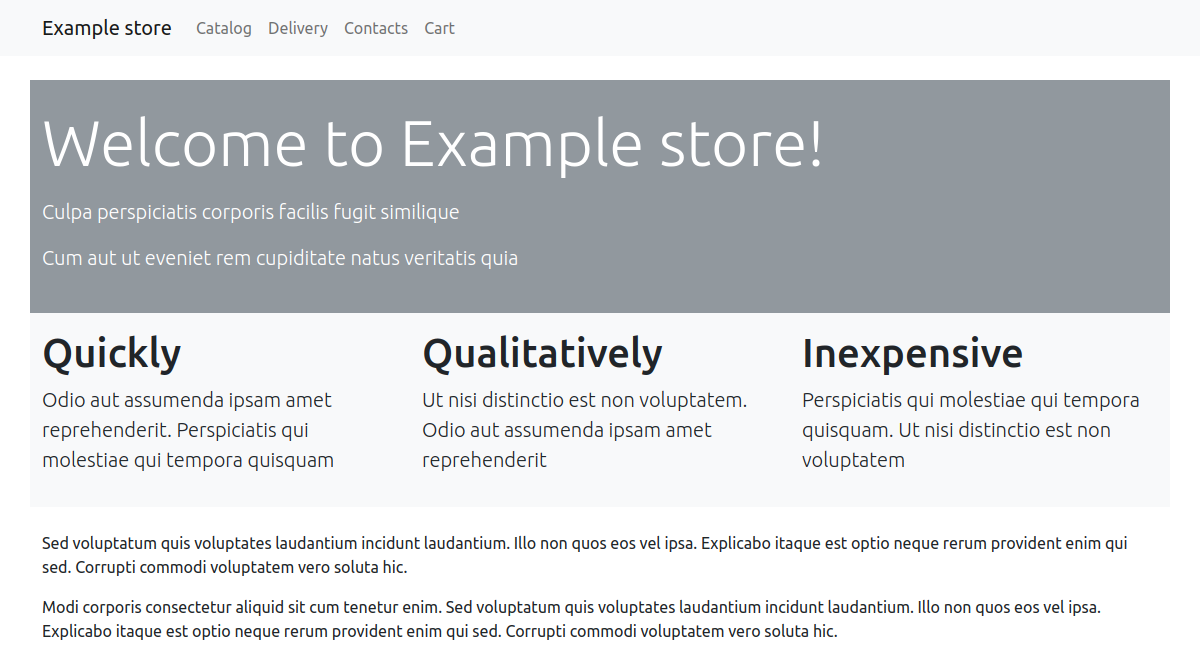 Example store Catalog Delivery Contacts Cart
Welcome to Example store!
Culpa perspiciatis corporis facilis fugit similique
Cum aut ut eveniet rem cupiditate natus veritatis quia
Quickly
Odio aut assumenda ipsam amet
reprehenderit. Perspiciatis qui
molestiae qui tempora quisquam
Qualitatively
Ut nisi distinctio est non voluptatem.
Odio aut assumenda ipsam amet
reprehenderit
Inexpensive
Perspiciatis qui molestiae qui tempora
quisquam. Ut nisi distinctio est non
voluptatem
Sed voluptatum quis voluptates laudantium incidunt laudantium. Illo non quos eos vel ipsa. Explicabo itaque est optio neque rerum provident enim qui
sed. Corrupti commodi voluptatem vero soluta hic.
Modi corporis consectetur aliquid sit cum tenetur enim. Sed voluptatum quis voluptates laudantium incidunt laudantium. Illo non quos eos vel ipsa.
Explicabo itaque est optio neque rerum provident enim qui sed. Corrupti commodi voluptatem vero soluta hic.